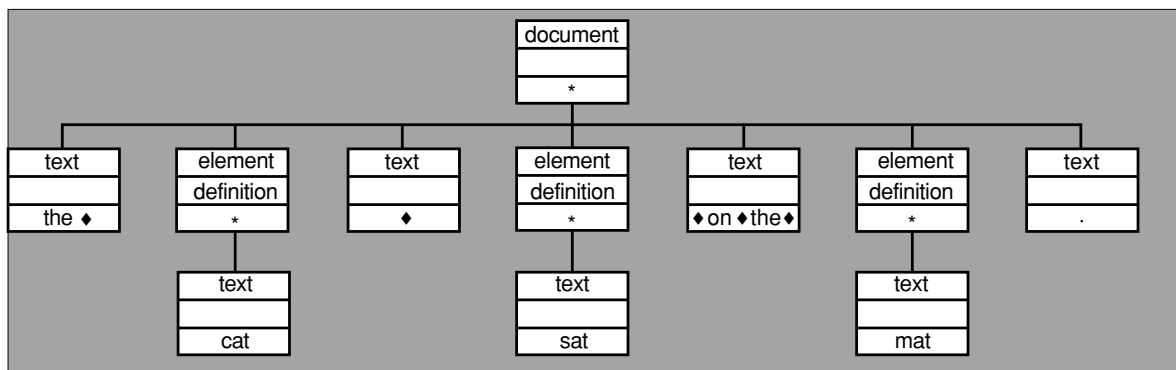 document
*
text element text element text element text
definition definition definition
the ♦ * ♦ * ♦on ♦the♦ * .
text text text
cat sat mat